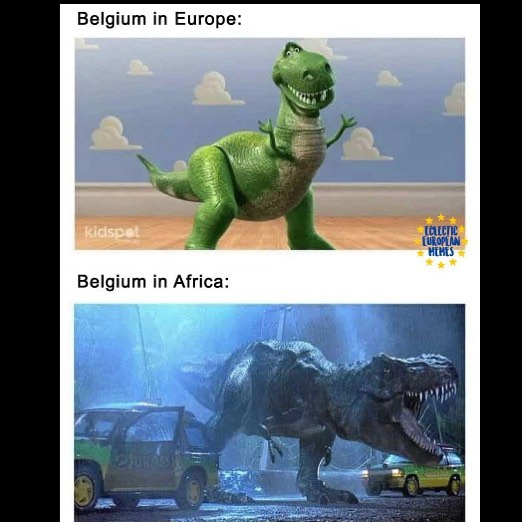 Belgium in Europe:
kidspot
ECLECTIC
EUROPEAN
MEMES
Belgium in Africa: